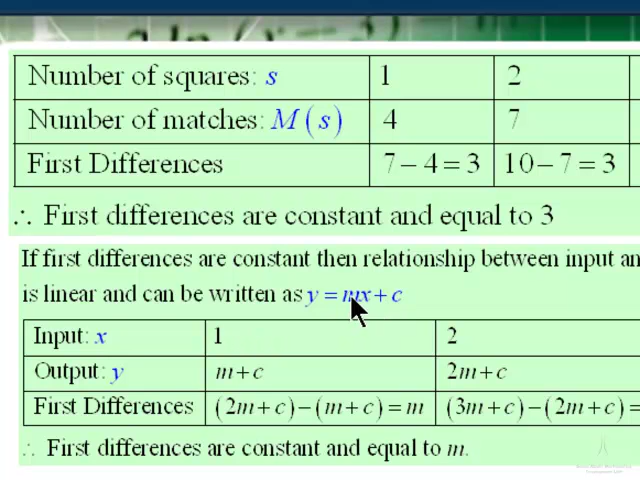 Number of squares: s 1 2
Number of matches: M(s) 4 7
First Differences 7 − 4 = 3 10 − 7 = 3
∴ First differences are constant and equal to 3
If first differences are constant then relationship between input an
is linear and can be written as y = mx + c
Input: x 1 2
Output: y m + c 2m + c
First Differences (2m + c) − (m + c) = m (3m + c) − (2m + c) =
∴ First differences are constant and equal to m.